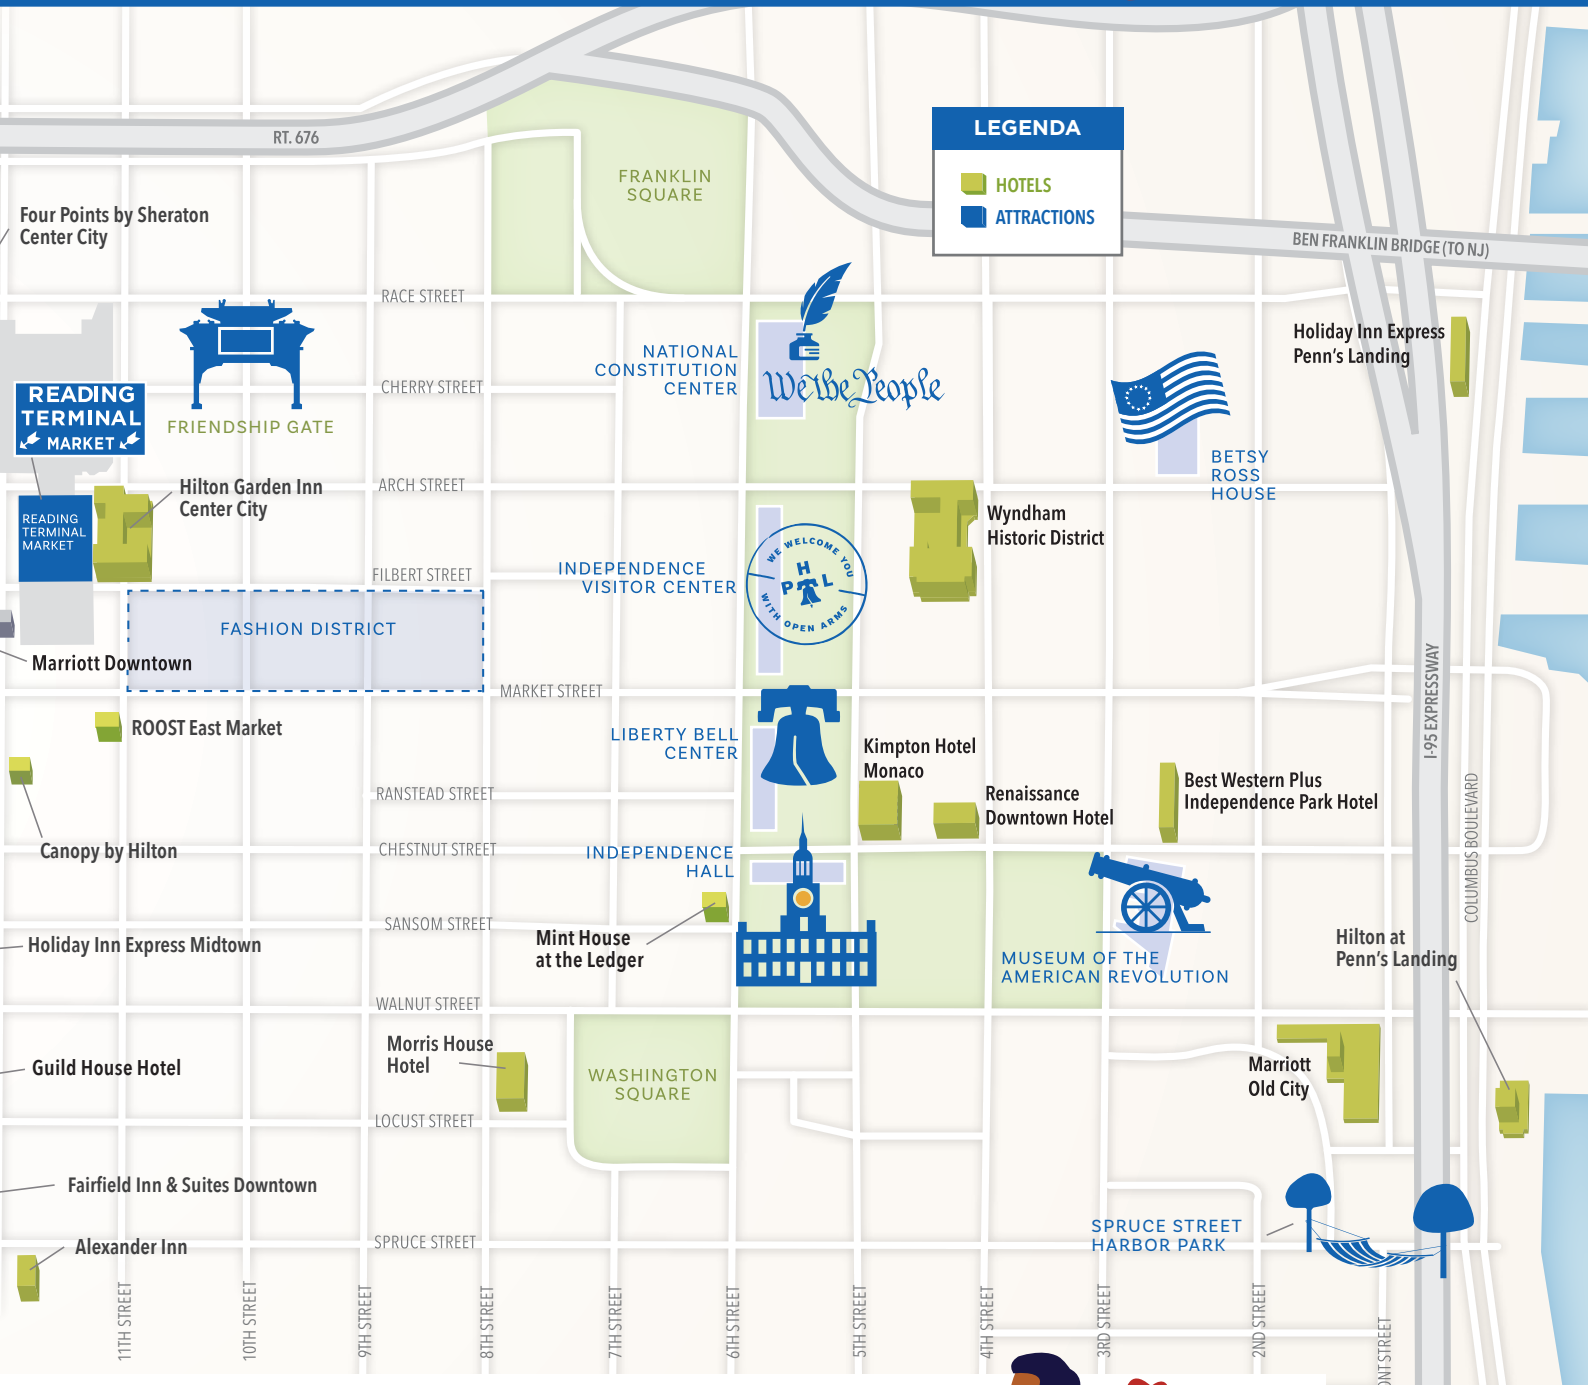 RT. 676
LEGENDA
HOTELS
ATTRACTIONS
FRANKLIN
SQUARE
Four Points by Sheraton
Center City
BEN FRANKLIN BRIDGE (TO NJ)
RACE STREET
Holiday Inn Express
Penn's Landing
NATIONAL
CONSTITUTION
CENTER
We the People
CHERRY STREET
READING
TERMINAL
MARKET
FRIENDSHIP GATE
BETSY
ROSS
HOUSE
ARCH STREET
Hilton Garden Inn
Center City
READING
TERMINAL
MARKET
Wyndham
Historic District
WE WELCOME YOU
PHL
WITH OPEN ARMS
FILBERT STREET
INDEPENDENCE
VISITOR CENTER
FASHION DISTRICT
Marriott Downtown
MARKET STREET
I-95 EXPRESSWAY
ROOST East Market
LIBERTY BELL
CENTER
Kimpton Hotel
Monaco
Renaissance
Downtown Hotel
Best Western Plus
Independence Park Hotel
RANSTEAD STREET
COLUMBUS BOULEVARD
Canopy by Hilton
CHESTNUT STREET
INDEPENDENCE
HALL
SANSOM STREET
Mint House
at the Ledger
Holiday Inn Express Midtown
MUSEUM OF THE
AMERICAN REVOLUTION
Hilton at
Penn's Landing
WALNUT STREET
Morris House
Hotel
Guild House Hotel
WASHINGTON
SQUARE
Marriott
Old City
LOCUST STREET
Fairfield Inn & Suites Downtown
SPRUCE STREET
HARBOR PARK
Alexander Inn
SPRUCE STREET
11TH STREET
10TH STREET
9TH STREET
8TH STREET
7TH STREET
6TH STREET
5TH STREET
4TH STREET
3RD STREET
2ND STREET
ONT STREET